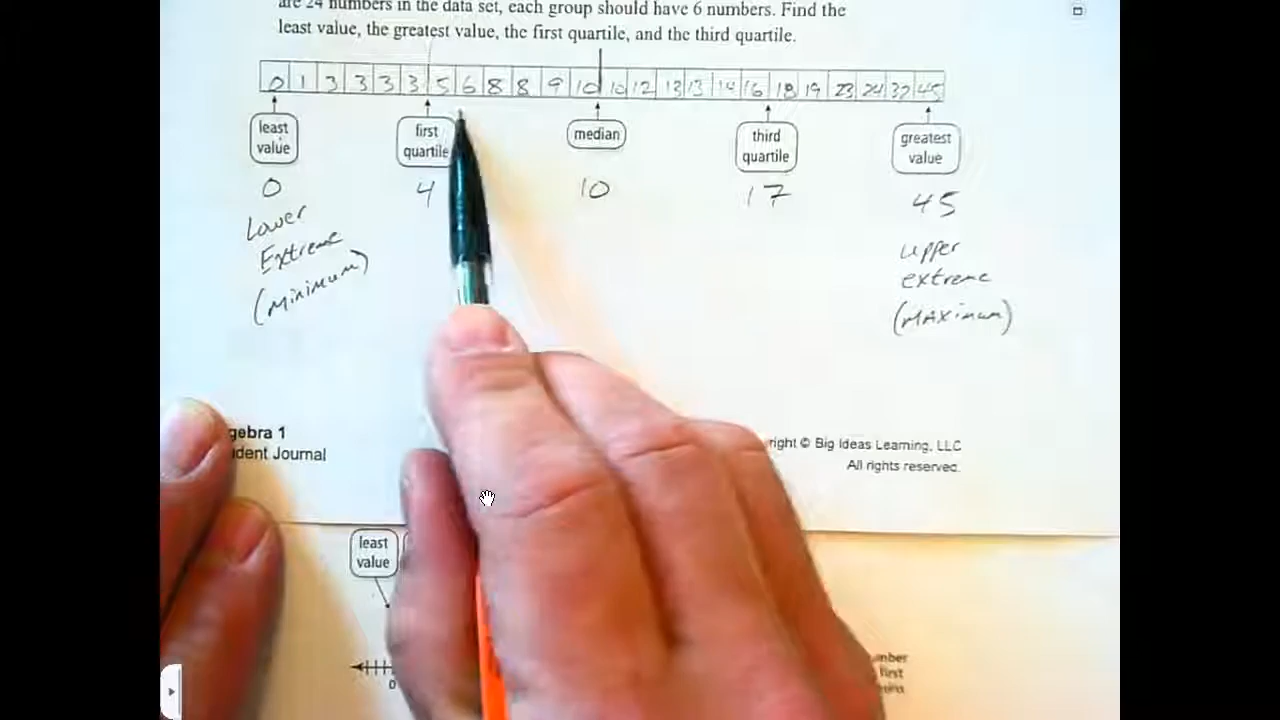 are 24 numbers in the data set, each group should have 6 numbers. Find the
least value, the greatest value, the first quartile, and the third quartile.
0 1 3 3 3 3 5 6 8 8 9 10 10 12 13 13 14 16 18 19 23 24 32 45
least
value
first
quartile
median
third
quartile
greatest
value
0
4
10
17
45
Lower
Extreme
(Minimum)
upper
extreme
(MAXimum)
gebra 1
ident Journal
right © Big Ideas Learning, LLC
All rights reserved.
least
value
0
first